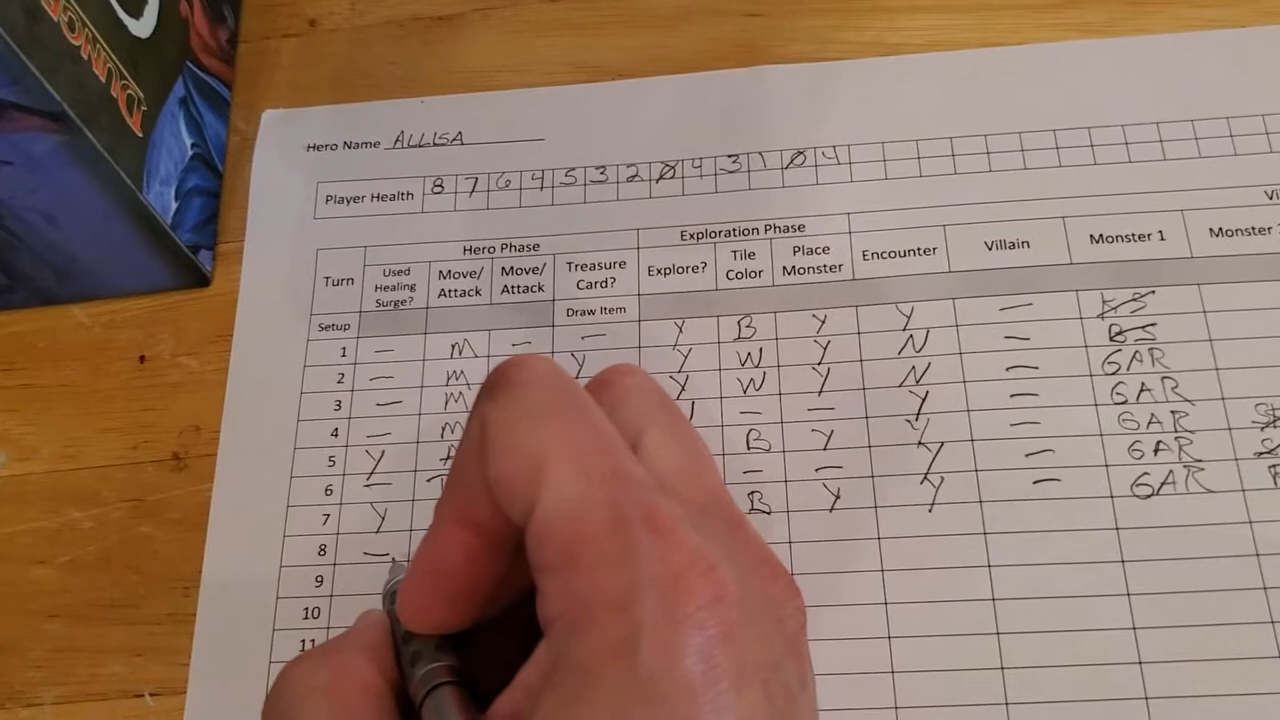 DUNGE
Hero Name ALLISA
Player Health 8 7 6 4 5 3 2 0 4 3 1 0 4
Hero Phase Exploration Phase Vi
Turn Used Healing Surge? Move/ Attack Move/ Attack Treasure Card? Explore? Tile Color Place Monster Encounter Villain Monster 1 Monster
Setup Draw Item
1 — M — — Y B Y Y — KS
2 — M Y Y W Y N — BS
3 — M Y W Y N — GAR
4 — M — — Y — GAR
5 Y A B Y Y — GAR
6 — — — Y — GAR
7 Y B Y Y — GAR
8 —
9
10
11